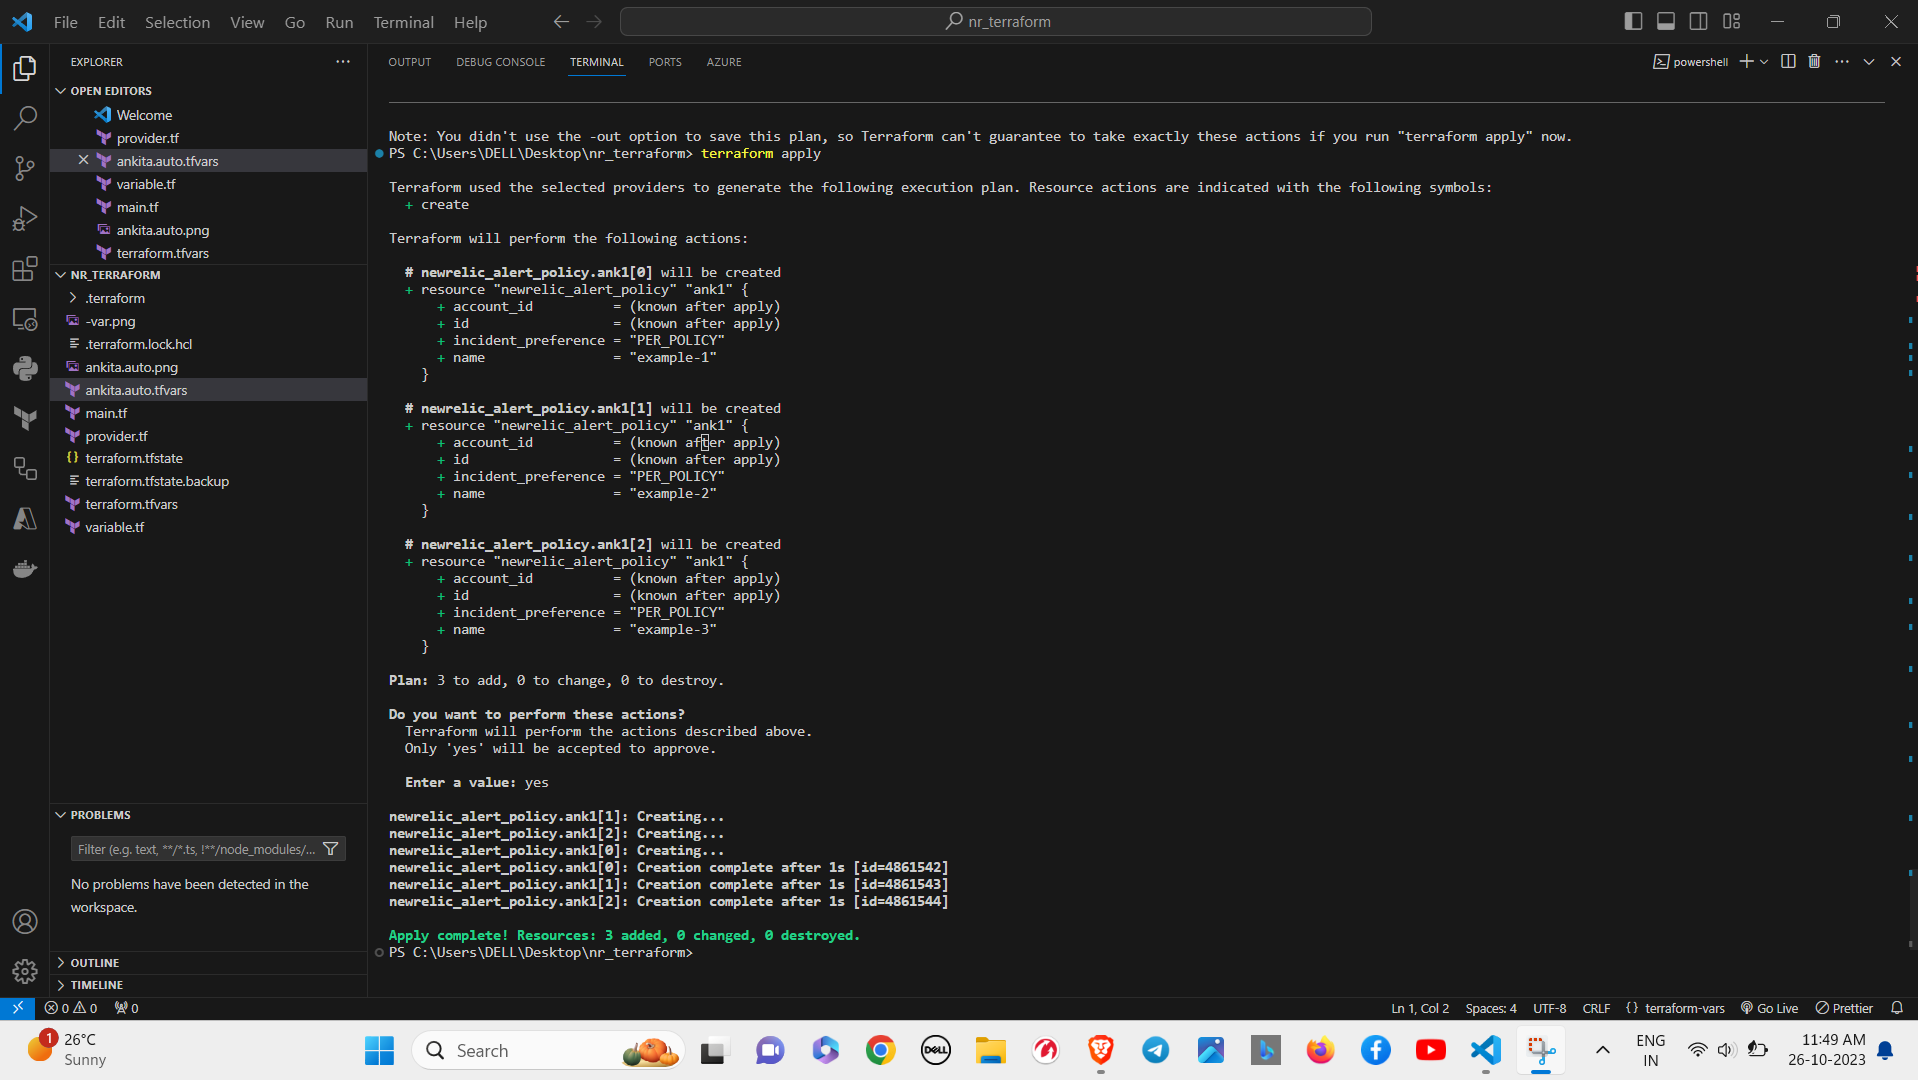 File Edit Selection View Go Run Terminal Help
nr_terraform
EXPLORER
OPEN EDITORS
Welcome
provider.tf
ankita.auto.tfvars
variable.tf
main.tf
ankita.auto.png
terraform.tfvars
NR_TERRAFORM
.terraform
-var.png
.terraform.lock.hcl
ankita.auto.png
ankita.auto.tfvars
main.tf
provider.tf
terraform.tfstate
terraform.tfstate.backup
terraform.tfvars
variable.tf
PROBLEMS
Filter (e.g. text, **/*.ts, !**/node_modules/...
No problems have been detected in the
workspace.
OUTLINE
TIMELINE
OUTPUT DEBUG CONSOLE TERMINAL PORTS AZURE
powershell
Note: You didn't use the -out option to save this plan, so Terraform can't guarantee to take exactly these actions if you run "terraform apply" now.
PS C:\Users\DELL\Desktop\nr_terraform> terraform apply
Terraform used the selected providers to generate the following execution plan. Resource actions are indicated with the following symbols:
+ create
Terraform will perform the following actions:
# newrelic_alert_policy.ank1[0] will be created
+ resource "newrelic_alert_policy" "ank1" {
+ account_id = (known after apply)
+ id = (known after apply)
+ incident_preference = "PER_POLICY"
+ name = "example-1"
}
# newrelic_alert_policy.ank1[1] will be created
+ resource "newrelic_alert_policy" "ank1" {
+ account_id = (known after apply)
+ id = (known after apply)
+ incident_preference = "PER_POLICY"
+ name = "example-2"
}
# newrelic_alert_policy.ank1[2] will be created
+ resource "newrelic_alert_policy" "ank1" {
+ account_id = (known after apply)
+ id = (known after apply)
+ incident_preference = "PER_POLICY"
+ name = "example-3"
}
Plan: 3 to add, 0 to change, 0 to destroy.
Do you want to perform these actions?
Terraform will perform the actions described above.
Only 'yes' will be accepted to approve.
Enter a value: yes
newrelic_alert_policy.ank1[1]: Creating...
newrelic_alert_policy.ank1[2]: Creating...
newrelic_alert_policy.ank1[0]: Creating...
newrelic_alert_policy.ank1[0]: Creation complete after 1s [id=4861542]
newrelic_alert_policy.ank1[1]: Creation complete after 1s [id=4861543]
newrelic_alert_policy.ank1[2]: Creation complete after 1s [id=4861544]
Apply complete! Resources: 3 added, 0 changed, 0 destroyed.
PS C:\Users\DELL\Desktop\nr_terraform>
0 0 0
Ln 1, Col 2 Spaces: 4 UTF-8 CRLF {} terraform-vars Go Live Prettier
1
26°C
Sunny
Search
DELL
ENG
IN
11:49 AM
26-10-2023